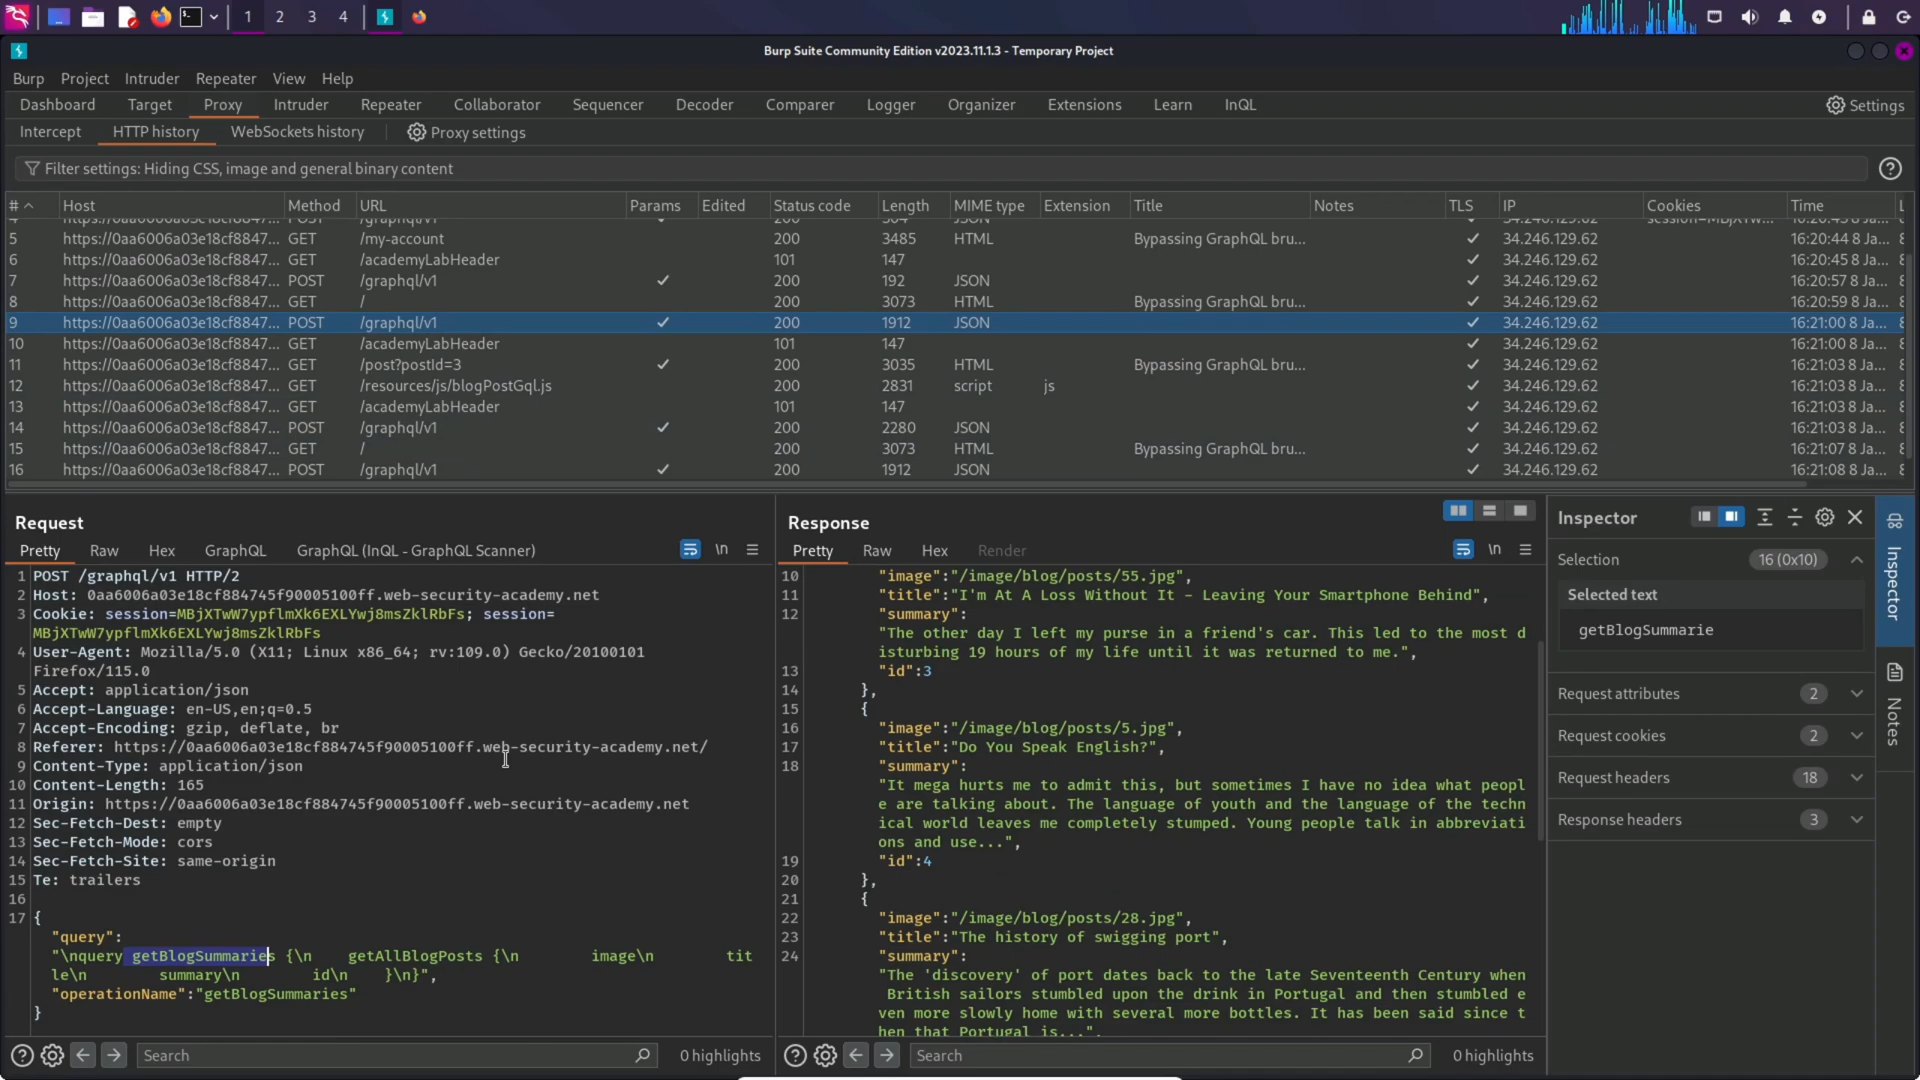 1
2
3
4
Burp Suite Community Edition v2023.11.1.3 - Temporary Project
Burp Project Intruder Repeater View Help
Dashboard Target Proxy Intruder Repeater Collaborator Sequencer Decoder Comparer Logger Organizer Extensions Learn InQL Settings
Intercept HTTP history WebSockets history Proxy settings
Filter settings: Hiding CSS, image and general binary content
# Host Method URL Params Edited Status code Length MIME type Extension Title Notes TLS IP Cookies Time L
5 https://0aa6006a03e18cf8847... GET /my-account 200 3485 HTML Bypassing GraphQL bru... ✓ 34.246.129.62 16:20:44 8 Ja... 8
6 https://0aa6006a03e18cf8847... GET /academyLabHeader 101 147 ✓ 34.246.129.62 16:20:45 8 Ja... 8
7 https://0aa6006a03e18cf8847... POST /graphql/v1 ✓ 200 192 JSON ✓ 34.246.129.62 16:20:57 8 Ja... 8
8 https://0aa6006a03e18cf8847... GET / 200 3073 HTML Bypassing GraphQL bru... ✓ 34.246.129.62 16:20:59 8 Ja... 8
9 https://0aa6006a03e18cf8847... POST /graphql/v1 ✓ 200 1912 JSON ✓ 34.246.129.62 16:21:00 8 Ja... 8
10 https://0aa6006a03e18cf8847... GET /academyLabHeader 101 147 ✓ 34.246.129.62 16:21:00 8 Ja... 8
11 https://0aa6006a03e18cf8847... GET /post?postId=3 ✓ 200 3035 HTML Bypassing GraphQL bru... ✓ 34.246.129.62 16:21:03 8 Ja... 8
12 https://0aa6006a03e18cf8847... GET /resources/js/blogPostGql.js 200 2831 script js ✓ 34.246.129.62 16:21:03 8 Ja... 8
13 https://0aa6006a03e18cf8847... GET /academyLabHeader 101 147 ✓ 34.246.129.62 16:21:03 8 Ja... 8
14 https://0aa6006a03e18cf8847... POST /graphql/v1 ✓ 200 2280 JSON ✓ 34.246.129.62 16:21:03 8 Ja... 8
15 https://0aa6006a03e18cf8847... GET / 200 3073 HTML Bypassing GraphQL bru... ✓ 34.246.129.62 16:21:07 8 Ja... 8
16 https://0aa6006a03e18cf8847... POST /graphql/v1 ✓ 200 1912 JSON ✓ 34.246.129.62 16:21:08 8 Ja... 8
Request
Pretty Raw Hex GraphQL GraphQL (InQL - GraphQL Scanner) \n
1 POST /graphql/v1 HTTP/2
2 Host: 0aa6006a03e18cf884745f90005100ff.web-security-academy.net
3 Cookie: session=MBjXTwW7ypflmXk6EXLYwj8msZklRbFs; session=
MBjXTwW7ypflmXk6EXLYwj8msZklRbFs
4 User-Agent: Mozilla/5.0 (X11; Linux x86_64; rv:109.0) Gecko/20100101
Firefox/115.0
5 Accept: application/json
6 Accept-Language: en-US,en;q=0.5
7 Accept-Encoding: gzip, deflate, br
8 Referer: https://0aa6006a03e18cf884745f90005100ff.web-security-academy.net/
9 Content-Type: application/json
10 Content-Length: 165
11 Origin: https://0aa6006a03e18cf884745f90005100ff.web-security-academy.net
12 Sec-Fetch-Dest: empty
13 Sec-Fetch-Mode: cors
14 Sec-Fetch-Site: same-origin
15 Te: trailers
16
17 {
"query":
"\nquery getBlogSummaries {\n getAllBlogPosts {\n image\n tit
le\n summary\n id\n }\n}",
"operationName":"getBlogSummaries"
}
Search 0 highlights
Response
Pretty Raw Hex Render \n
10 "image":"/image/blog/posts/55.jpg",
11 "title":"I'm At A Loss Without It - Leaving Your Smartphone Behind",
12 "summary":
"The other day I left my purse in a friend's car. This led to the most d
isturbing 19 hours of my life until it was returned to me.",
13 "id":3
14 },
15 {
16 "image":"/image/blog/posts/5.jpg",
17 "title":"Do You Speak English?",
18 "summary":
"It mega hurts me to admit this, but sometimes I have no idea what peopl
e are talking about. The language of youth and the language of the techn
ical world leaves me completely stumped. Young people talk in abbreviati
ons and use...",
19 "id":4
20 },
21 {
22 "image":"/image/blog/posts/28.jpg",
23 "title":"The history of swigging port",
24 "summary":
"The 'discovery' of port dates back to the late Seventeenth Century when
British sailors stumbled upon the drink in Portugal and then stumbled e
ven more slowly home with several more bottles. It has been said since t
hen that Portugal is...",
Search 0 highlights
Inspector
Selection 16 (0x10)
Selected text
getBlogSummarie
Request attributes 2
Request cookies 2
Request headers 18
Response headers 3
Inspector
Notes